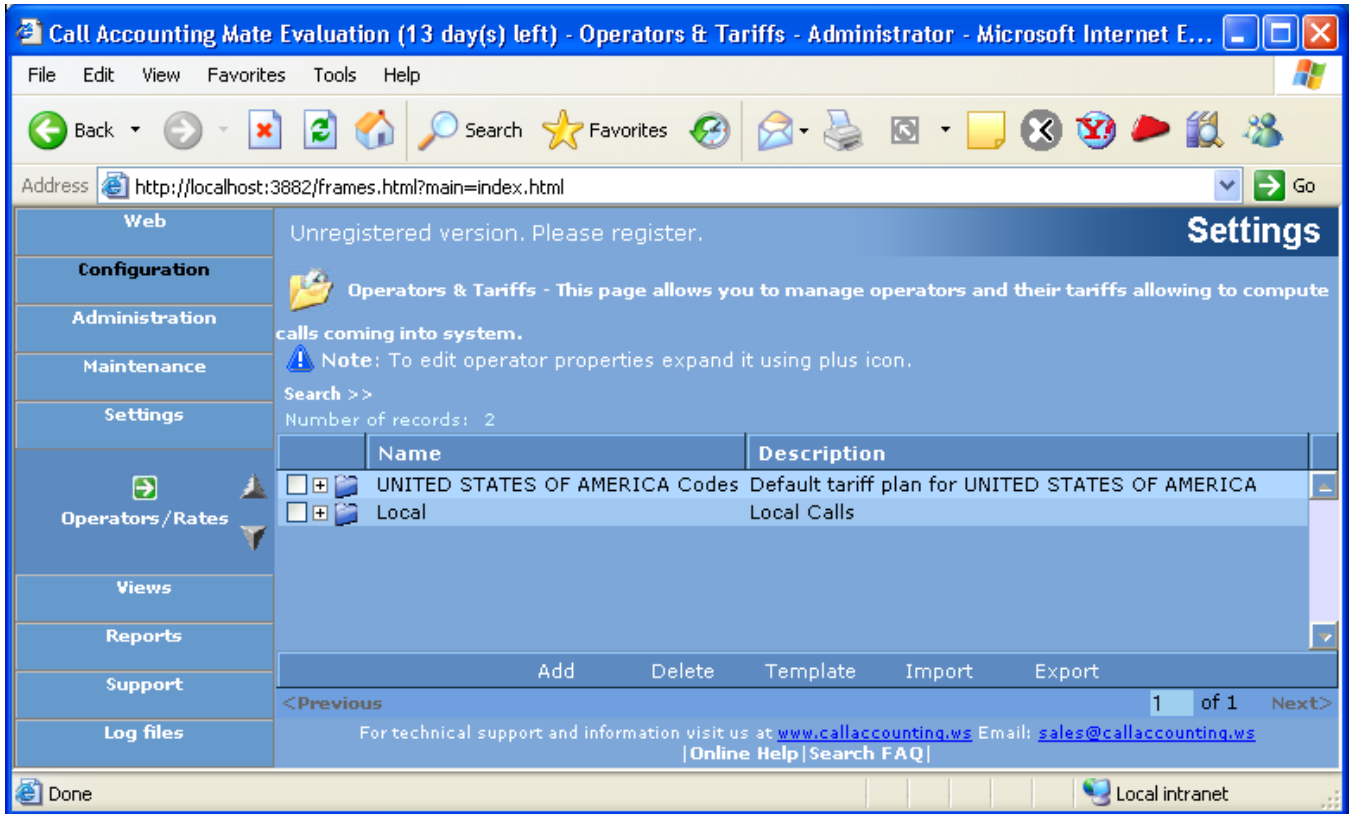 Call Accounting Mate Evaluation (13 day(s) left) - Operators & Tariffs - Administrator - Microsoft Internet E...
File Edit View Favorites Tools Help
Back Search Favorites
Address http://localhost:3882/frames.html?main=index.html Go
Web
Configuration
Administration
Maintenance
Settings
Operators/Rates
Views
Reports
Support
Log files
Unregistered version. Please register. Settings
Operators & Tariffs - This page allows you to manage operators and their tariffs allowing to compute
calls coming into system.
Note: To edit operator properties expand it using plus icon.
Search >>
Number of records: 2
Name Description
UNITED STATES OF AMERICA Codes Default tariff plan for UNITED STATES OF AMERICA
Local Local Calls
Add Delete Template Import Export
<Previous 1 of 1 Next>
For technical support and information visit us at www.callaccounting.ws Email: sales@callaccounting.ws
|Online Help|Search FAQ|
Done Local intranet